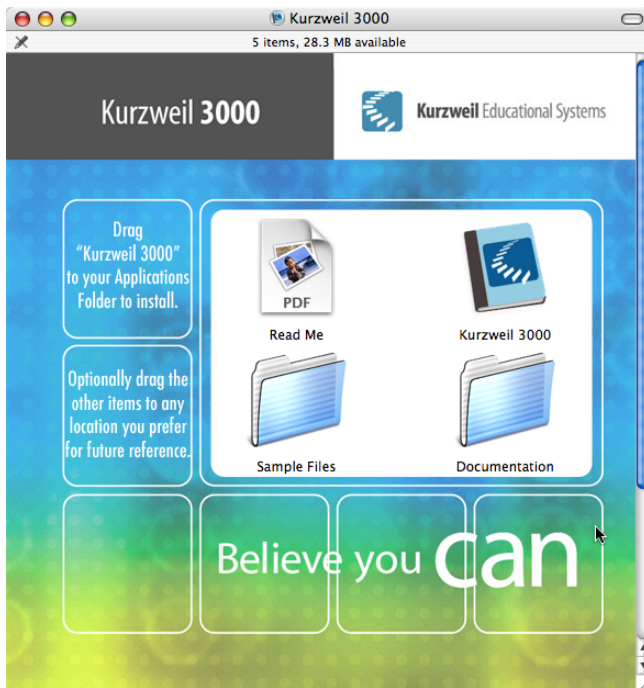 Kurzweil 3000
5 items, 28.3 MB available
Kurzweil 3000
Kurzweil Educational Systems
Drag
“Kurzweil 3000”
to your Applications
Folder to install.
PDF
Read Me
Kurzweil 3000
Optionally drag the
other items to any
location you prefer
for future reference.
Sample Files
Documentation
Believe you can